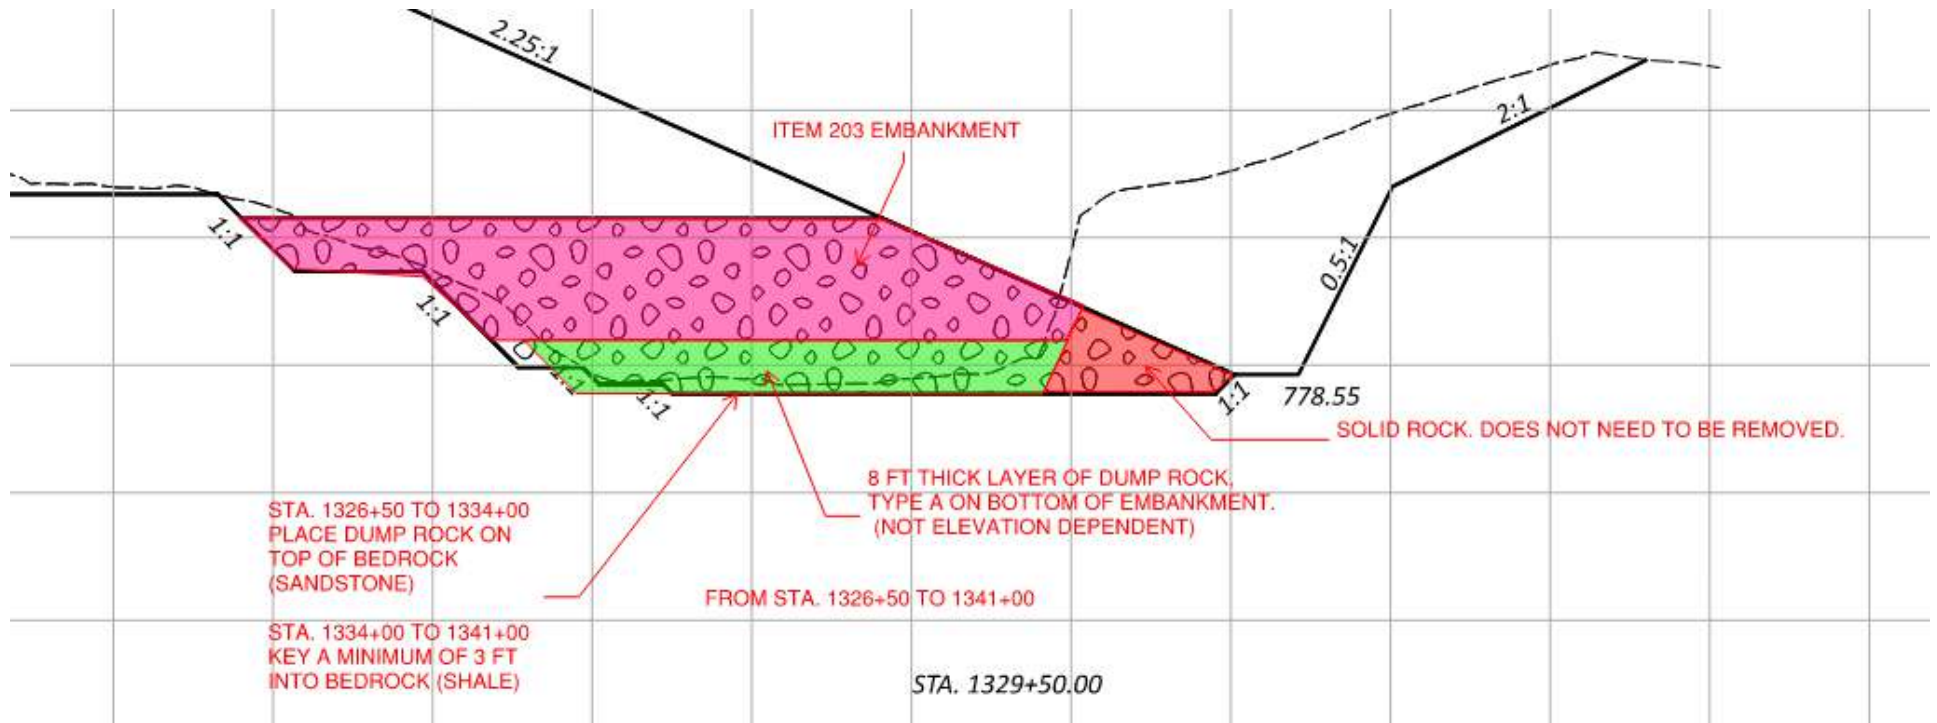 2.25:1
ITEM 203 EMBANKMENT
2:1
1:1
0.5:1
1:1
1:1
1:1
1:1
778.55
SOLID ROCK. DOES NOT NEED TO BE REMOVED.
8 FT THICK LAYER OF DUMP ROCK,
TYPE A ON BOTTOM OF EMBANKMENT.
(NOT ELEVATION DEPENDENT)
STA. 1326+50 TO 1334+00
PLACE DUMP ROCK ON
TOP OF BEDROCK
(SANDSTONE)
FROM STA. 1326+50 TO 1341+00
STA. 1334+00 TO 1341+00
KEY A MINIMUM OF 3 FT
INTO BEDROCK (SHALE)
STA. 1329+50.00